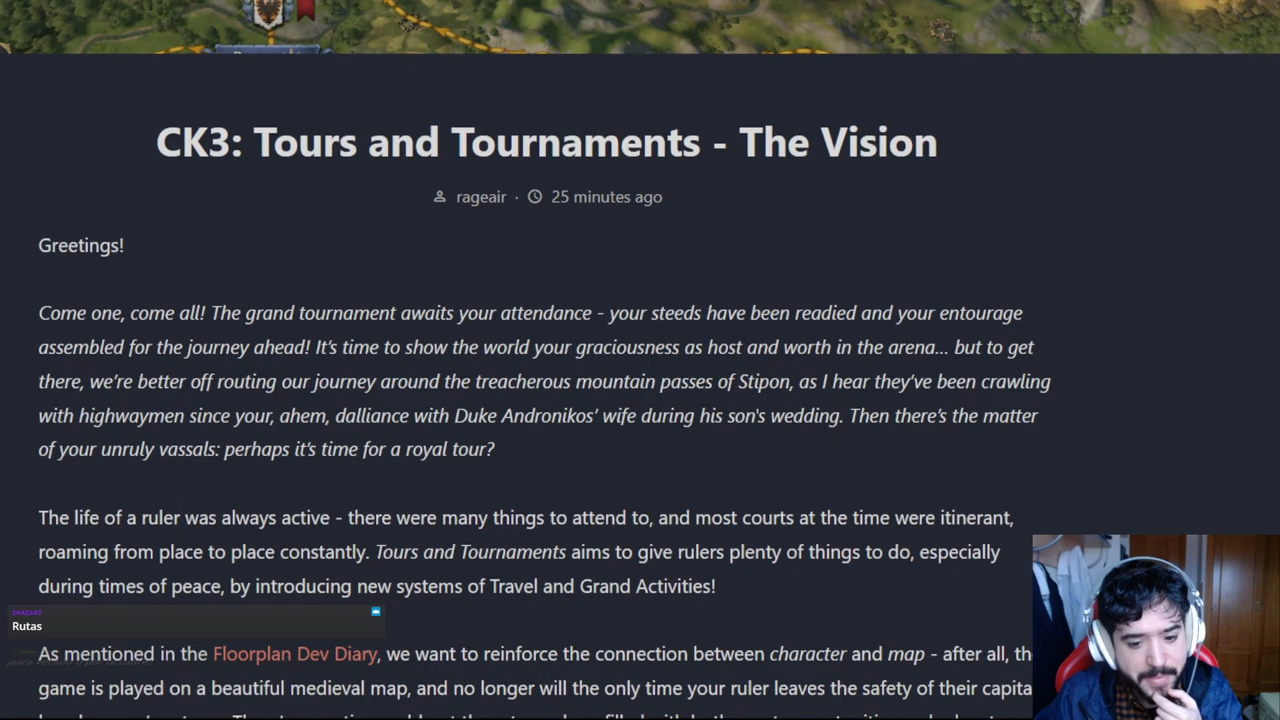 CK3: Tours and Tournaments - The Vision
rageair · 25 minutes ago
Greetings!
Come one, come all! The grand tournament awaits your attendance - your steeds have been readied and your entourage
assembled for the journey ahead! It's time to show the world your graciousness as host and worth in the arena... but to get
there, we're better off routing our journey around the treacherous mountain passes of Stipon, as I hear they've been crawling
with highwaymen since your, ahem, dalliance with Duke Andronikos' wife during his son's wedding. Then there's the matter
of your unruly vassals: perhaps it's time for a royal tour?
The life of a ruler was always active - there were many things to attend to, and most courts at the time were itinerant,
roaming from place to place constantly. Tours and Tournaments aims to give rulers plenty of things to do, especially
during times of peace, by introducing new systems of Travel and Grand Activities!
Rutas
As mentioned in the Floorplan Dev Diary, we want to reinforce the connection between character and map - after all, th
game is played on a beautiful medieval map, and no longer will the only time your ruler leaves the safety of their capita